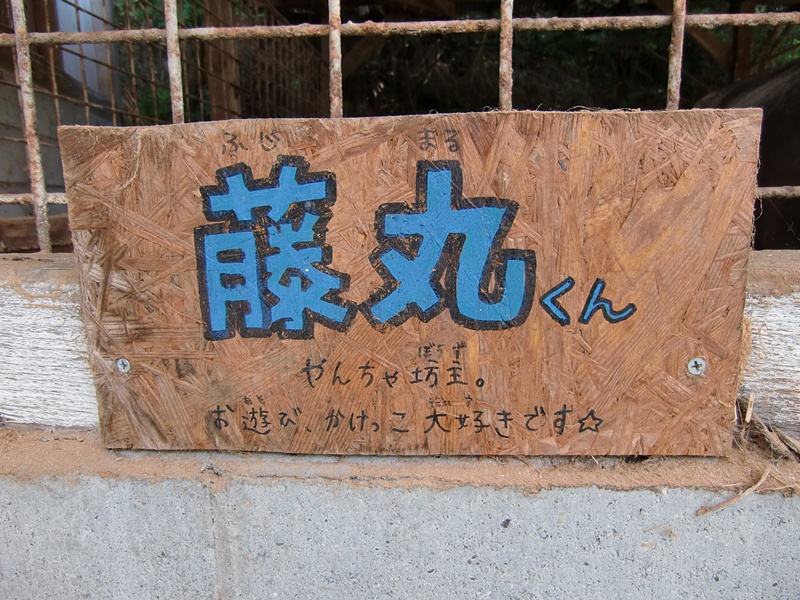 ふじ まる
藤丸くん
ぼうず
やんちゃ坊主。
あそ だい す
お遊び、かけっこ大好きです☆